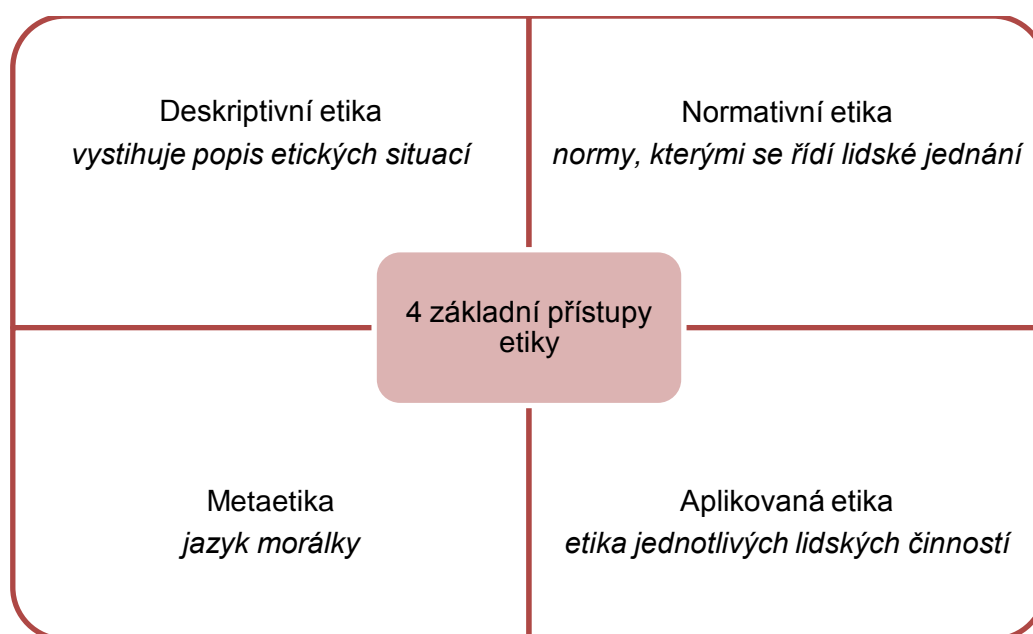 Deskriptivní etika
vystihuje popis etických situací
Normativní etika
normy, kterými se řídí lidské jednání
4 základní přístupy
etiky
Metaetika
jazyk morálky
Aplikovaná etika
etika jednotlivých lidských činností